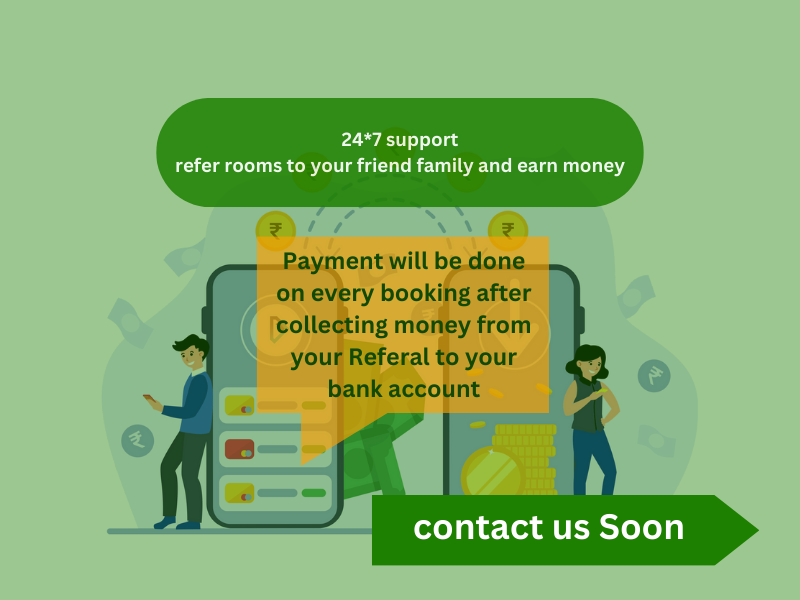 24*7 support
refer rooms to your friend family and earn money
₹ ₹
Payment will be done
on every booking after
collecting money from
your Referal to your
bank account
₹
₹
contact us Soon